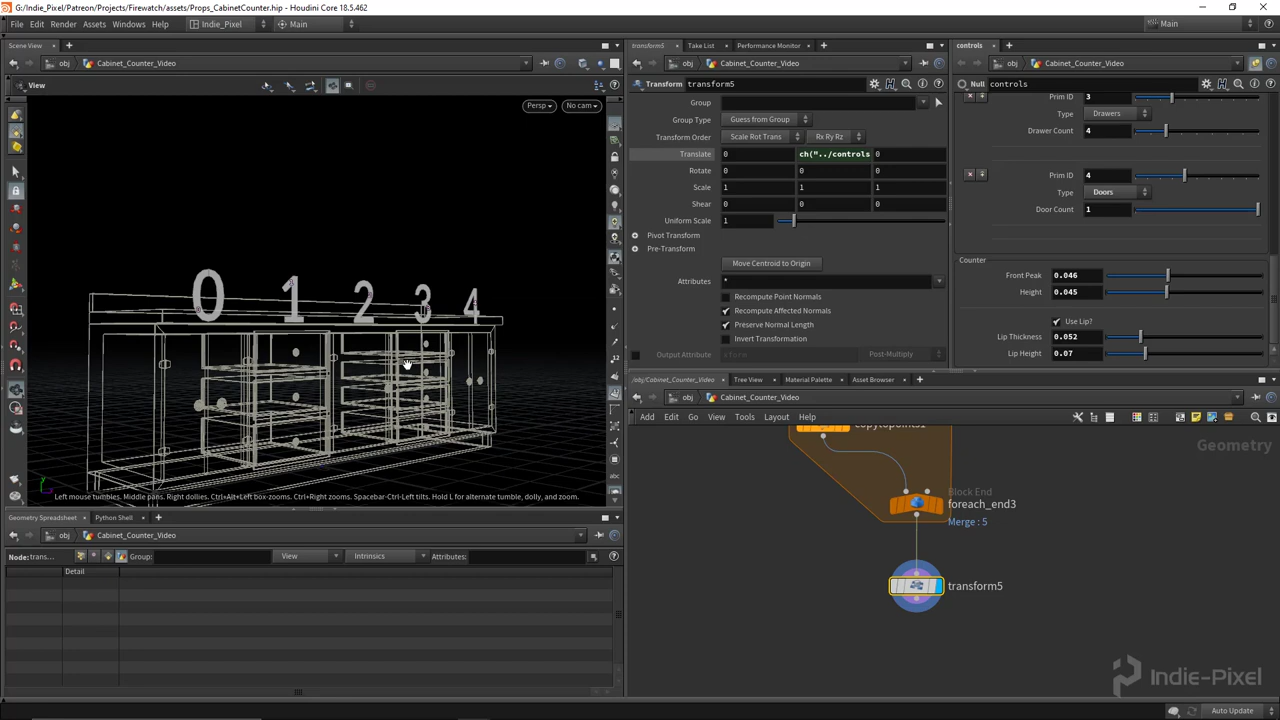 G:/Indie_Pixel/Patreon/Projects/Firewatch/assets/Props_CabinetCounter.hip - Houdini Core 18.5.462
File Edit Render Assets Windows Help Indie_Pixel Main Main
Scene View
obj Cabinet_Counter_Video
View
Persp No cam
0 1 2 3 4
Left mouse tumbles. Middle pans. Right dollies. Ctrl+Alt+Left box-zooms. Ctrl+Right zooms. Spacebar-Ctrl-Left tilts. Hold L for alternate tumble, dolly, and zoom.
Geometry Spreadsheet Python Shell
obj Cabinet_Counter_Video
Node: trans... Group: View Intrinsics Attributes:
Detail
transform5 Take List Performance Monitor
obj Cabinet_Counter_Video
Transform transform5
Group
Group Type Guess from Group
Transform Order Scale Rot Trans Rx Ry Rz
Translate 0 ch("../controls 0
Rotate 0 0 0
Scale 1 1 1
Shear 0 0 0
Uniform Scale 1
Pivot Transform
Pre-Transform
Move Centroid to Origin
Attributes *
Recompute Point Normals
Recompute Affected Normals
Preserve Normal Length
Invert Transformation
Output Attribute xform Post-Multiply
controls
obj Cabinet_Counter_Video
Null controls
Prim ID 3
Type Drawers
Drawer Count 4
Prim ID 4
Type Doors
Door Count 1
Counter
Front Peak 0.046
Height 0.045
Use Lip?
Lip Thickness 0.052
Lip Height 0.07
/obj/Cabinet_Counter_Video Tree View Material Palette Asset Browser
obj Cabinet_Counter_Video
Add Edit Go View Tools Layout Help
copytopoints1
Geometry
Block End
foreach_end3
Merge : 5
transform5
Indie-Pixel
Auto Update